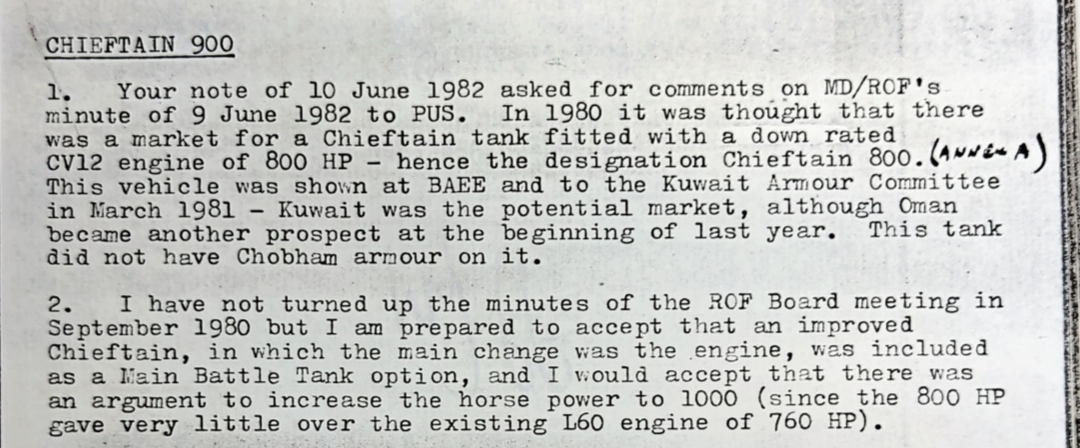 CHIEFTAIN 900
1. Your note of 10 June 1982 asked for comments on MD/ROF's
minute of 9 June 1982 to PUS. In 1980 it was thought that there
was a market for a Chieftain tank fitted with a down rated
CV12 engine of 800 HP - hence the designation Chieftain 800. (ANNEX A)
This vehicle was shown at BAEE and to the Kuwait Armour Committee
in March 1981 - Kuwait was the potential market, although Oman
became another prospect at the beginning of last year. This tank
did not have Chobham armour on it.
2. I have not turned up the minutes of the ROF Board meeting in
September 1980 but I am prepared to accept that an improved
Chieftain, in which the main change was the engine, was included
as a Main Battle Tank option, and I would accept that there was
an argument to increase the horse power to 1000 (since the 800 HP
gave very little over the existing L60 engine of 760 HP).